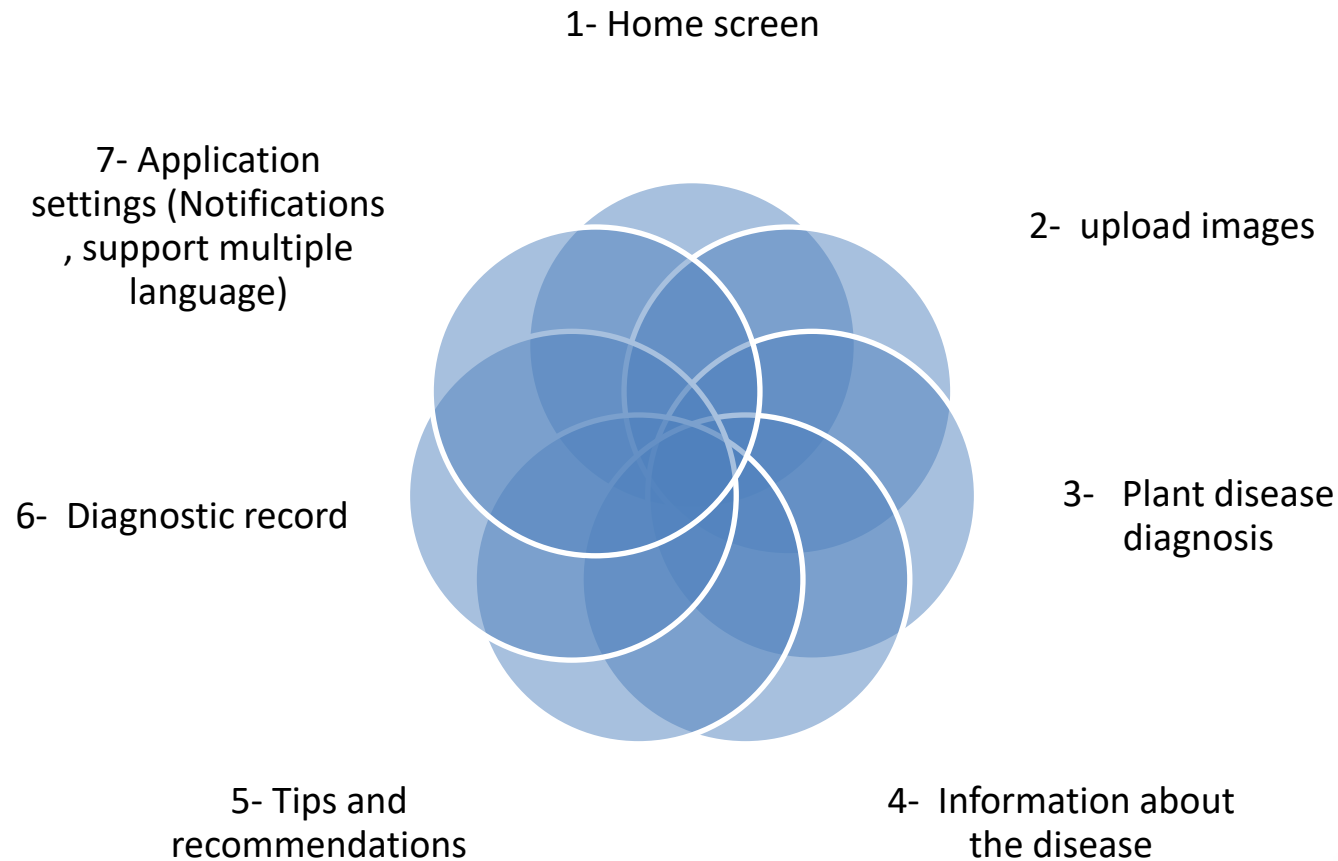 1- Home screen
2- upload images
3- Plant disease
diagnosis
4- Information about
the disease
5- Tips and
recommendations
6- Diagnostic record
7- Application
settings (Notifications
, support multiple
language)